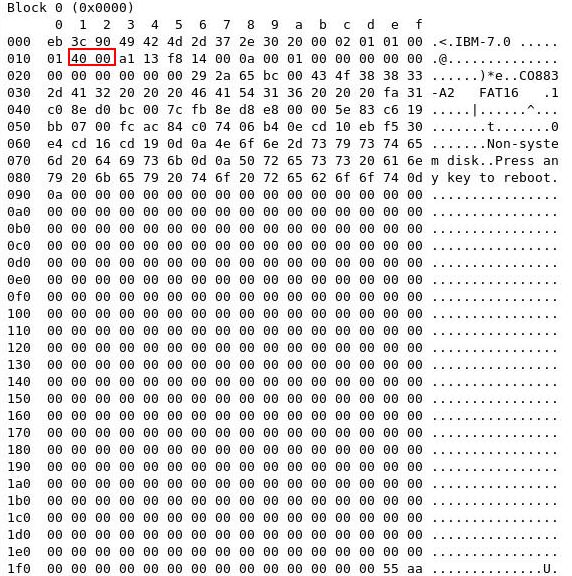 Block 0 (0x0000)
0 1 2 3 4 5 6 7 8 9 a b c d e f
000 eb 3c 90 49 42 4d 2d 37 2e 30 20 00 02 01 01 00 .<.IBM-7.0 .....
010 01 40 00 a1 13 f8 14 00 0a 00 01 00 00 00 00 00 .@..............
020 00 00 00 00 00 00 29 2a 65 bc 00 43 4f 38 38 33 ......)*e..CO883
030 2d 41 32 20 20 20 46 41 54 31 36 20 20 20 fa 31 -A2   FAT16   .1
040 c0 8e d0 bc 00 7c fb 8e d8 e8 00 00 5e 83 c6 19 .....|......^...
050 bb 07 00 fc ac 84 c0 74 06 b4 0e cd 10 eb f5 30 .......t.......0
060 e4 cd 16 cd 19 0d 0a 4e 6f 6e 2d 73 79 73 74 65 .......Non-syste
070 6d 20 64 69 73 6b 0d 0a 50 72 65 73 73 20 61 6e m disk..Press an
080 79 20 6b 65 79 20 74 6f 20 72 65 62 6f 6f 74 0d y key to reboot.
090 0a 00 00 00 00 00 00 00 00 00 00 00 00 00 00 00 ................
0a0 00 00 00 00 00 00 00 00 00 00 00 00 00 00 00 00 ................
0b0 00 00 00 00 00 00 00 00 00 00 00 00 00 00 00 00 ................
0c0 00 00 00 00 00 00 00 00 00 00 00 00 00 00 00 00 ................
0d0 00 00 00 00 00 00 00 00 00 00 00 00 00 00 00 00 ................
0e0 00 00 00 00 00 00 00 00 00 00 00 00 00 00 00 00 ................
0f0 00 00 00 00 00 00 00 00 00 00 00 00 00 00 00 00 ................
100 00 00 00 00 00 00 00 00 00 00 00 00 00 00 00 00 ................
110 00 00 00 00 00 00 00 00 00 00 00 00 00 00 00 00 ................
120 00 00 00 00 00 00 00 00 00 00 00 00 00 00 00 00 ................
130 00 00 00 00 00 00 00 00 00 00 00 00 00 00 00 00 ................
140 00 00 00 00 00 00 00 00 00 00 00 00 00 00 00 00 ................
150 00 00 00 00 00 00 00 00 00 00 00 00 00 00 00 00 ................
160 00 00 00 00 00 00 00 00 00 00 00 00 00 00 00 00 ................
170 00 00 00 00 00 00 00 00 00 00 00 00 00 00 00 00 ................
180 00 00 00 00 00 00 00 00 00 00 00 00 00 00 00 00 ................
190 00 00 00 00 00 00 00 00 00 00 00 00 00 00 00 00 ................
1a0 00 00 00 00 00 00 00 00 00 00 00 00 00 00 00 00 ................
1b0 00 00 00 00 00 00 00 00 00 00 00 00 00 00 00 00 ................
1c0 00 00 00 00 00 00 00 00 00 00 00 00 00 00 00 00 ................
1d0 00 00 00 00 00 00 00 00 00 00 00 00 00 00 00 00 ................
1e0 00 00 00 00 00 00 00 00 00 00 00 00 00 00 00 00 ................
1f0 00 00 00 00 00 00 00 00 00 00 00 00 00 00 55 aa ..............U.